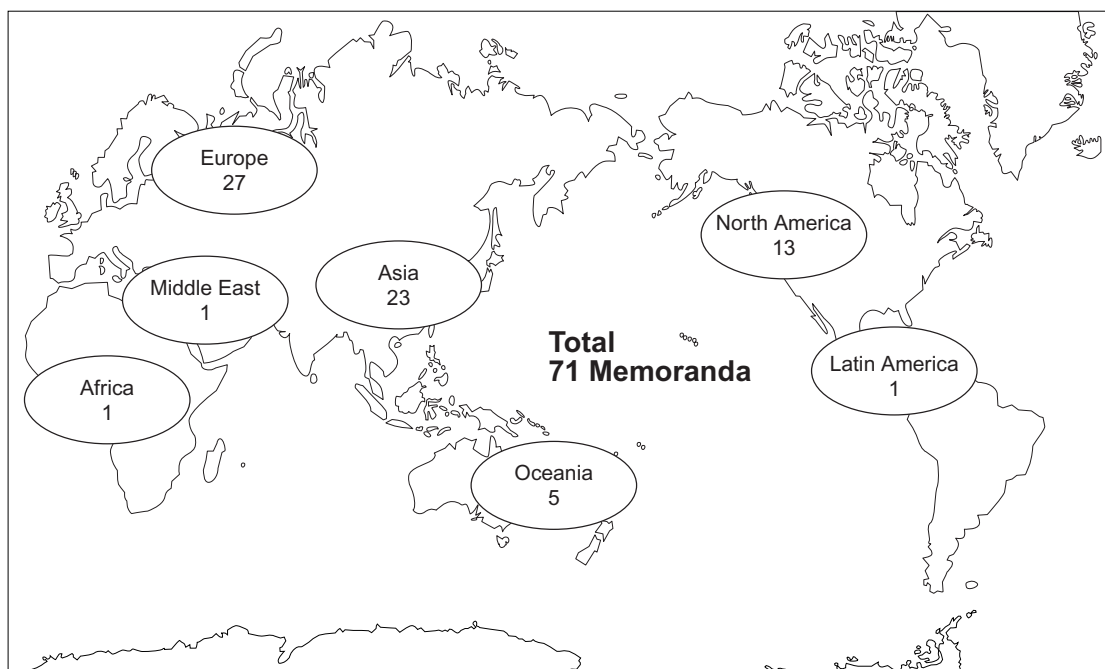 Europe
27
North America
13
Asia
23
Middle East
1
Total
71 Memoranda
Latin America
1
Africa
1
Oceania
5